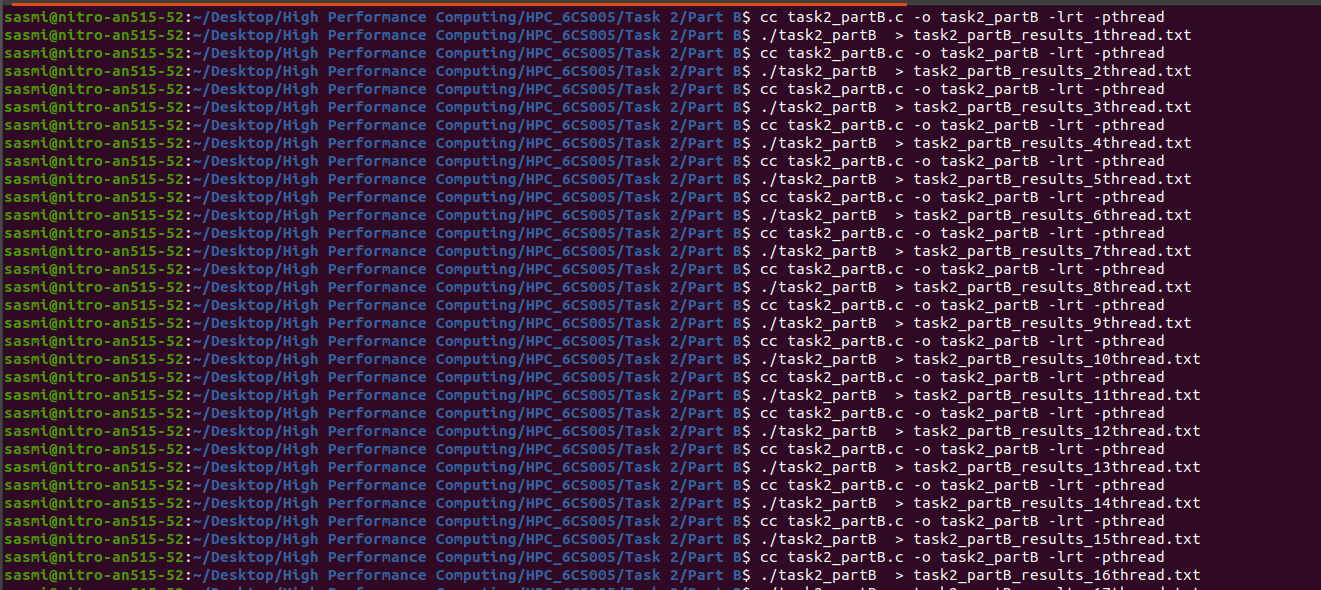 sasmi@nitro-an515-52:~/Desktop/High Performance Computing/HPC_6CS005/Task 2/Part B$ cc task2_partB.c -o task2_partB -lrt -pthread
sasmi@nitro-an515-52:~/Desktop/High Performance Computing/HPC_6CS005/Task 2/Part B$ ./task2_partB  > task2_partB_results_1thread.txt
sasmi@nitro-an515-52:~/Desktop/High Performance Computing/HPC_6CS005/Task 2/Part B$ cc task2_partB.c -o task2_partB -lrt -pthread
sasmi@nitro-an515-52:~/Desktop/High Performance Computing/HPC_6CS005/Task 2/Part B$ ./task2_partB  > task2_partB_results_2thread.txt
sasmi@nitro-an515-52:~/Desktop/High Performance Computing/HPC_6CS005/Task 2/Part B$ cc task2_partB.c -o task2_partB -lrt -pthread
sasmi@nitro-an515-52:~/Desktop/High Performance Computing/HPC_6CS005/Task 2/Part B$ ./task2_partB  > task2_partB_results_3thread.txt
sasmi@nitro-an515-52:~/Desktop/High Performance Computing/HPC_6CS005/Task 2/Part B$ cc task2_partB.c -o task2_partB -lrt -pthread
sasmi@nitro-an515-52:~/Desktop/High Performance Computing/HPC_6CS005/Task 2/Part B$ ./task2_partB  > task2_partB_results_4thread.txt
sasmi@nitro-an515-52:~/Desktop/High Performance Computing/HPC_6CS005/Task 2/Part B$ cc task2_partB.c -o task2_partB -lrt -pthread
sasmi@nitro-an515-52:~/Desktop/High Performance Computing/HPC_6CS005/Task 2/Part B$ ./task2_partB  > task2_partB_results_5thread.txt
sasmi@nitro-an515-52:~/Desktop/High Performance Computing/HPC_6CS005/Task 2/Part B$ cc task2_partB.c -o task2_partB -lrt -pthread
sasmi@nitro-an515-52:~/Desktop/High Performance Computing/HPC_6CS005/Task 2/Part B$ ./task2_partB  > task2_partB_results_6thread.txt
sasmi@nitro-an515-52:~/Desktop/High Performance Computing/HPC_6CS005/Task 2/Part B$ cc task2_partB.c -o task2_partB -lrt -pthread
sasmi@nitro-an515-52:~/Desktop/High Performance Computing/HPC_6CS005/Task 2/Part B$ ./task2_partB  > task2_partB_results_7thread.txt
sasmi@nitro-an515-52:~/Desktop/High Performance Computing/HPC_6CS005/Task 2/Part B$ cc task2_partB.c -o task2_partB -lrt -pthread
sasmi@nitro-an515-52:~/Desktop/High Performance Computing/HPC_6CS005/Task 2/Part B$ ./task2_partB  > task2_partB_results_8thread.txt
sasmi@nitro-an515-52:~/Desktop/High Performance Computing/HPC_6CS005/Task 2/Part B$ cc task2_partB.c -o task2_partB -lrt -pthread
sasmi@nitro-an515-52:~/Desktop/High Performance Computing/HPC_6CS005/Task 2/Part B$ ./task2_partB  > task2_partB_results_9thread.txt
sasmi@nitro-an515-52:~/Desktop/High Performance Computing/HPC_6CS005/Task 2/Part B$ cc task2_partB.c -o task2_partB -lrt -pthread
sasmi@nitro-an515-52:~/Desktop/High Performance Computing/HPC_6CS005/Task 2/Part B$ ./task2_partB  > task2_partB_results_10thread.txt
sasmi@nitro-an515-52:~/Desktop/High Performance Computing/HPC_6CS005/Task 2/Part B$ cc task2_partB.c -o task2_partB -lrt -pthread
sasmi@nitro-an515-52:~/Desktop/High Performance Computing/HPC_6CS005/Task 2/Part B$ ./task2_partB  > task2_partB_results_11thread.txt
sasmi@nitro-an515-52:~/Desktop/High Performance Computing/HPC_6CS005/Task 2/Part B$ cc task2_partB.c -o task2_partB -lrt -pthread
sasmi@nitro-an515-52:~/Desktop/High Performance Computing/HPC_6CS005/Task 2/Part B$ ./task2_partB  > task2_partB_results_12thread.txt
sasmi@nitro-an515-52:~/Desktop/High Performance Computing/HPC_6CS005/Task 2/Part B$ cc task2_partB.c -o task2_partB -lrt -pthread
sasmi@nitro-an515-52:~/Desktop/High Performance Computing/HPC_6CS005/Task 2/Part B$ ./task2_partB  > task2_partB_results_13thread.txt
sasmi@nitro-an515-52:~/Desktop/High Performance Computing/HPC_6CS005/Task 2/Part B$ cc task2_partB.c -o task2_partB -lrt -pthread
sasmi@nitro-an515-52:~/Desktop/High Performance Computing/HPC_6CS005/Task 2/Part B$ ./task2_partB  > task2_partB_results_14thread.txt
sasmi@nitro-an515-52:~/Desktop/High Performance Computing/HPC_6CS005/Task 2/Part B$ cc task2_partB.c -o task2_partB -lrt -pthread
sasmi@nitro-an515-52:~/Desktop/High Performance Computing/HPC_6CS005/Task 2/Part B$ ./task2_partB  > task2_partB_results_15thread.txt
sasmi@nitro-an515-52:~/Desktop/High Performance Computing/HPC_6CS005/Task 2/Part B$ cc task2_partB.c -o task2_partB -lrt -pthread
sasmi@nitro-an515-52:~/Desktop/High Performance Computing/HPC_6CS005/Task 2/Part B$ ./task2_partB  > task2_partB_results_16thread.txt